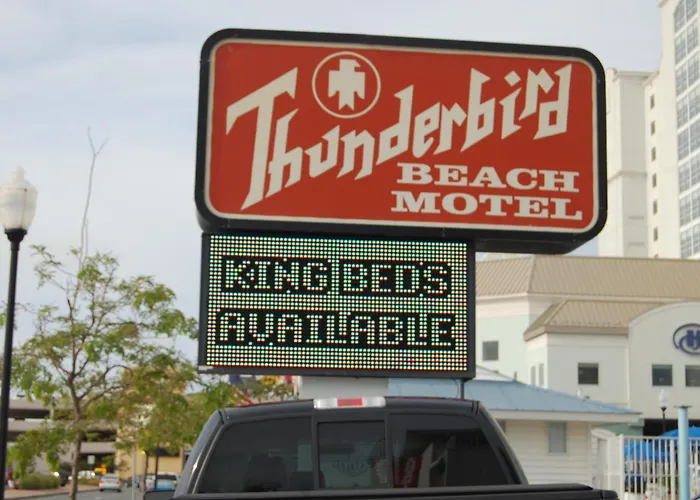 Thunderbird
BEACH
MOTEL
KING BEDS
AVAILABLE